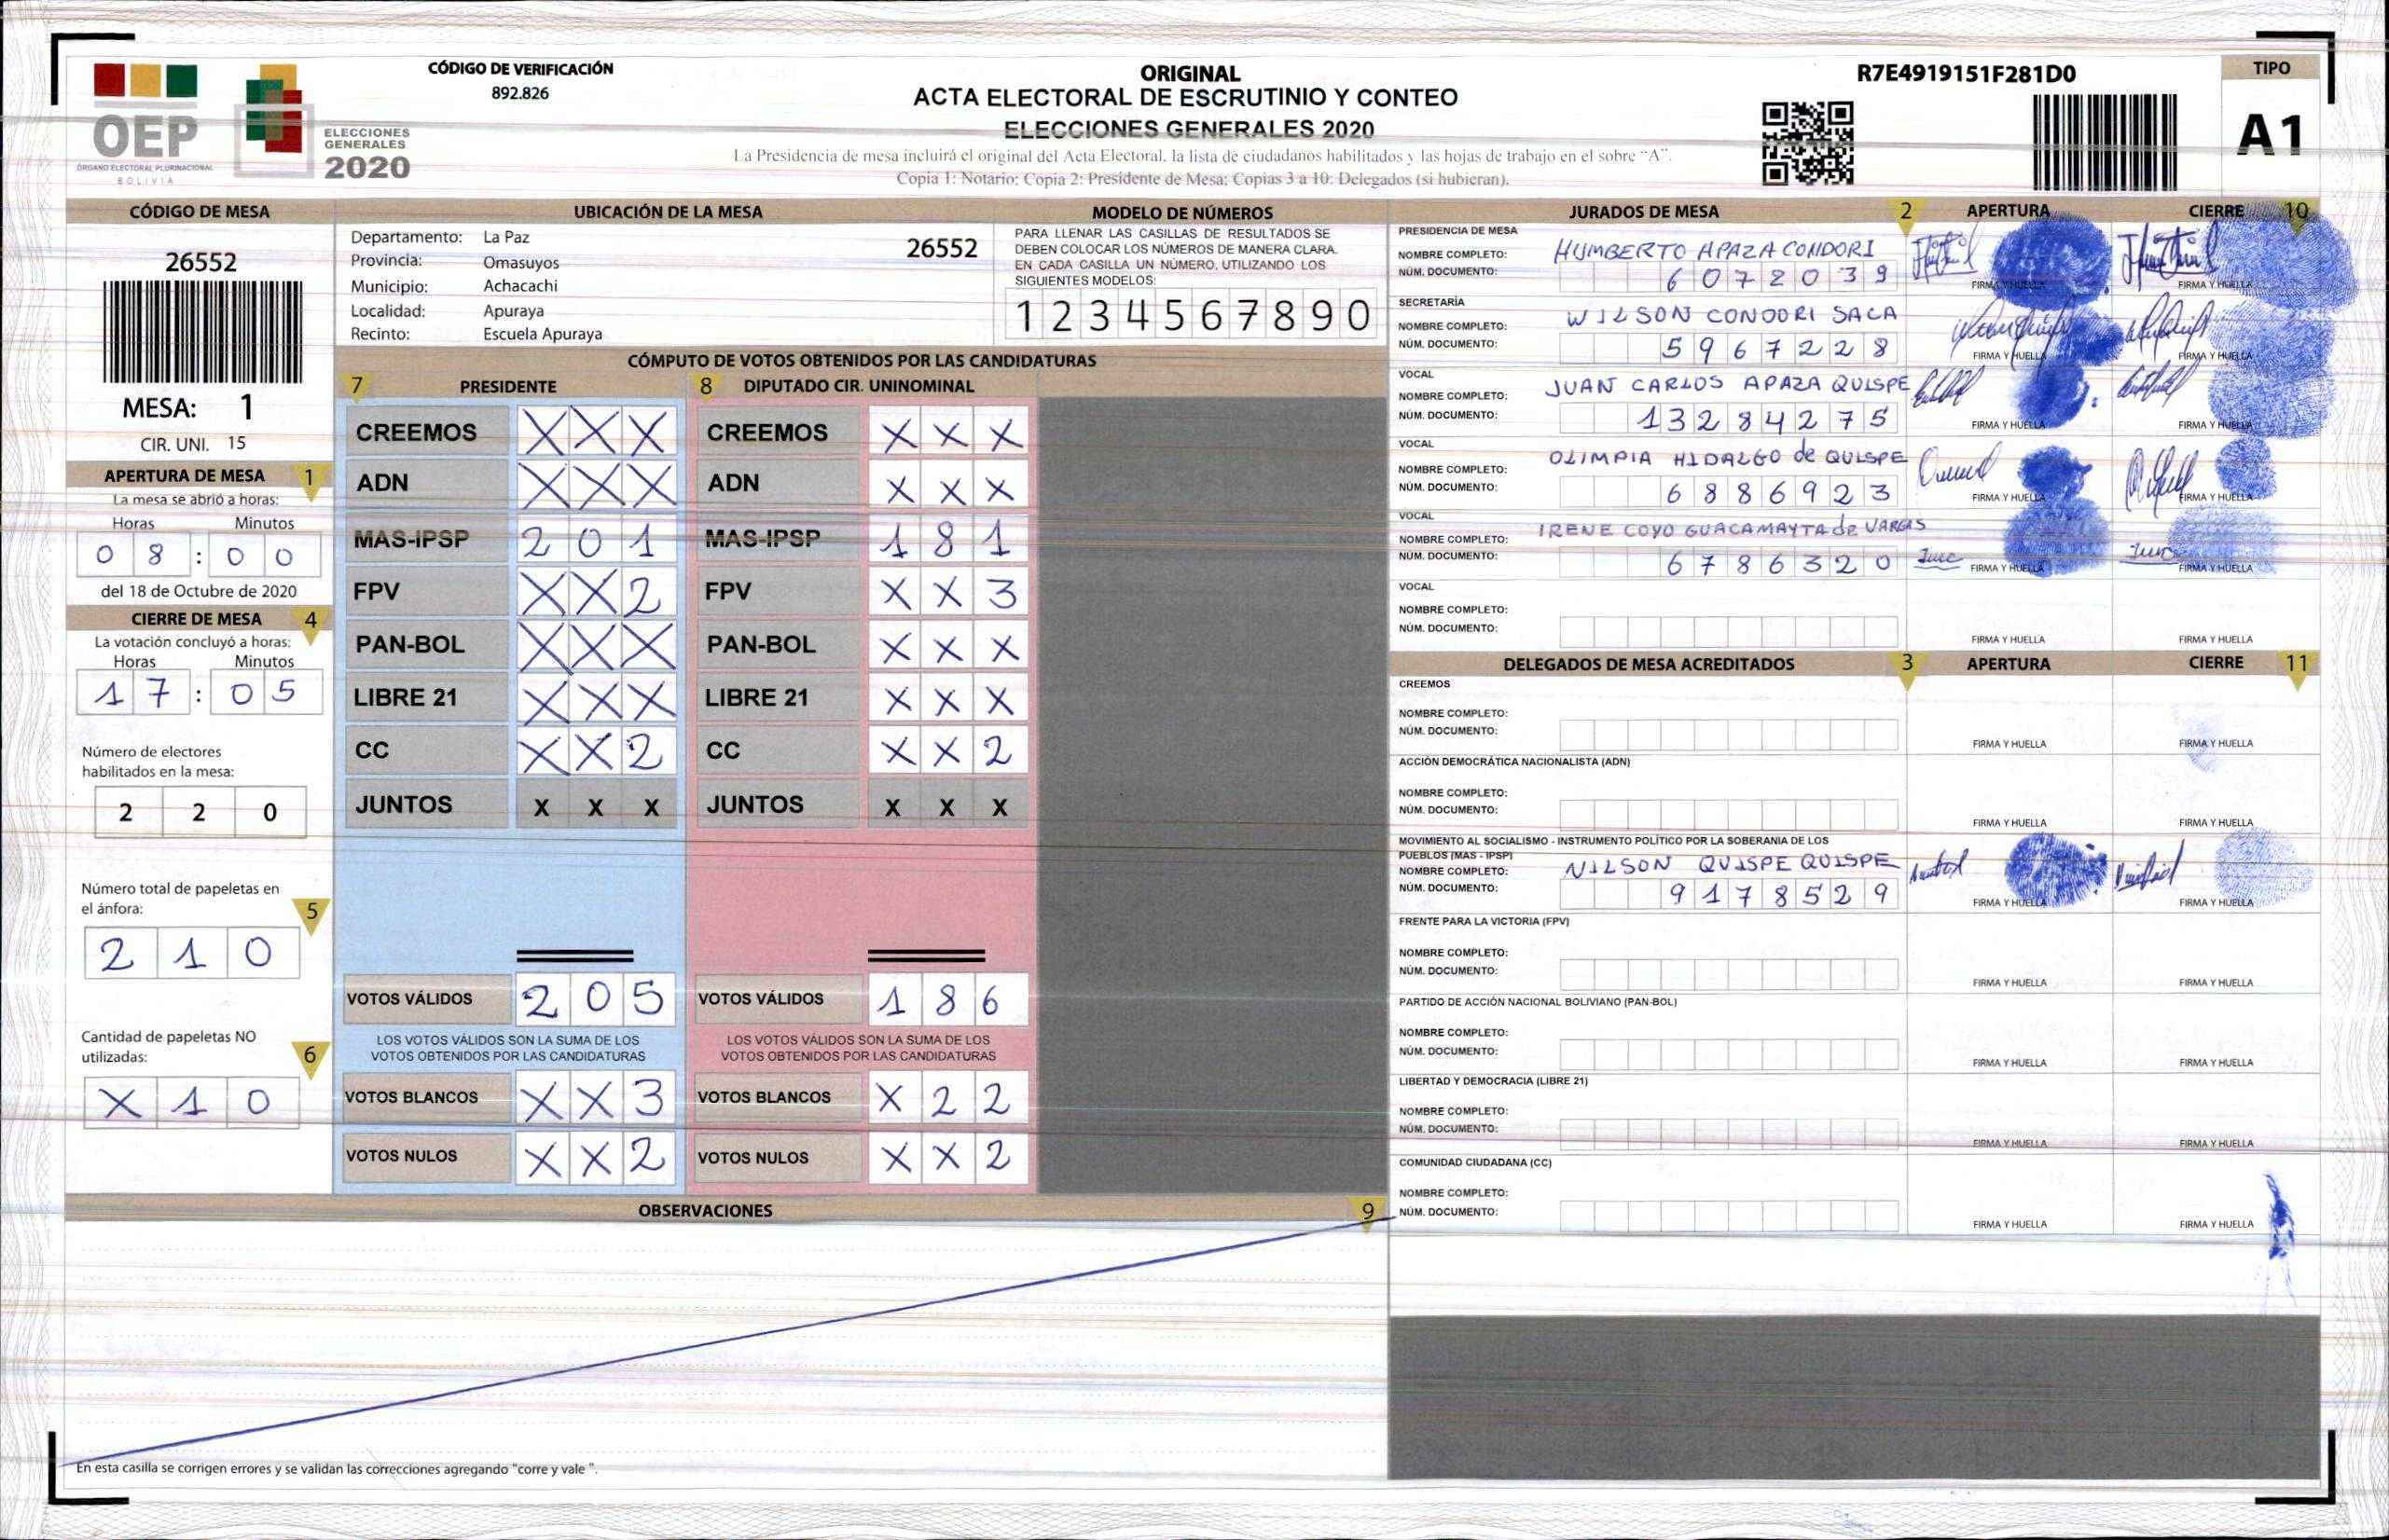 OEP
ÓRGANO ELECTORAL PLURINACIONAL
BOLIVIA
ELECCIONES
GENERALES
2020
CÓDIGO DE VERIFICACIÓN
892.826
ORIGINAL
ACTA ELECTORAL DE ESCRUTINIO Y CONTEO
ELECCIONES GENERALES 2020
La Presidencia de mesa incluirá el original del Acta Electoral, la lista de ciudadanos habilitados y las hojas de trabajo en el sobre "A".
Copia 1: Notario; Copia 2: Presidente de Mesa; Copias 3 a 10: Delegados (si hubieran).
R7E4919151F281D0
TIPO
A1
CÓDIGO DE MESA
26552
MESA: 1
CIR. UNI. 15
APERTURA DE MESA 1
La mesa se abrió a horas:
Horas Minutos
0 8 : 0 0
del 18 de Octubre de 2020
CIERRE DE MESA 4
La votación concluyó a horas:
Horas Minutos
1 7 : 0 5
Número de electores
habilitados en la mesa:
2 2 0
Número total de papeletas en
el ánfora:
5
2 1 0
Cantidad de papeletas NO
utilizadas:
6
X 1 0
UBICACIÓN DE LA MESA
Departamento: La Paz
26552
Provincia: Omasuyos
Municipio: Achacachi
Localidad: Apuraya
Recinto: Escuela Apuraya
MODELO DE NÚMEROS
PARA LLENAR LAS CASILLAS DE RESULTADOS SE
DEBEN COLOCAR LOS NÚMEROS DE MANERA CLARA.
EN CADA CASILLA UN NÚMERO, UTILIZANDO LOS
SIGUIENTES MODELOS:
1 2 3 4 5 6 7 8 9 0
CÓMPUTO DE VOTOS OBTENIDOS POR LAS CANDIDATURAS
7 PRESIDENTE 8 DIPUTADO CIR. UNINOMINAL
CREEMOS X X X CREEMOS X X X
ADN X X X ADN X X X
MAS-IPSP 2 0 1 MAS-IPSP 1 8 1
FPV X X 2 FPV X X 3
PAN-BOL X X X PAN-BOL X X X
LIBRE 21 X X X LIBRE 21 X X X
CC X X 2 CC X X 2
JUNTOS X X X JUNTOS X X X
VOTOS VÁLIDOS 2 0 5 VOTOS VÁLIDOS 1 8 6
LOS VOTOS VÁLIDOS SON LA SUMA DE LOS LOS VOTOS VÁLIDOS SON LA SUMA DE LOS
VOTOS OBTENIDOS POR LAS CANDIDATURAS VOTOS OBTENIDOS POR LAS CANDIDATURAS
VOTOS BLANCOS X X 3 VOTOS BLANCOS X 2 2
VOTOS NULOS X X 2 VOTOS NULOS X X 2
OBSERVACIONES 9
En esta casilla se corrigen errores y se validan las correcciones agregando "corre y vale ".
JURADOS DE MESA 2 APERTURA CIERRE 10
PRESIDENCIA DE MESA
NOMBRE COMPLETO: HUMBERTO APAZA CONDORI
NÚM. DOCUMENTO: 6 0 7 2 0 3 9
FIRMA Y HUELLA FIRMA Y HUELLA
SECRETARÍA
NOMBRE COMPLETO: WILSON CONDORI SACA
NÚM. DOCUMENTO: 5 9 6 7 2 2 8
FIRMA Y HUELLA FIRMA Y HUELLA
VOCAL
NOMBRE COMPLETO: JUAN CARLOS APAZA QUISPE
NÚM. DOCUMENTO: 1 3 2 8 4 2 7 5
FIRMA Y HUELLA FIRMA Y HUELLA
VOCAL
NOMBRE COMPLETO: OLIMPIA HIDALGO de QUISPE
NÚM. DOCUMENTO: 6 8 8 6 9 2 3
FIRMA Y HUELLA FIRMA Y HUELLA
VOCAL
NOMBRE COMPLETO: IRENE COYO GUACAMAYTA de VARGAS
NÚM. DOCUMENTO: 6 7 8 6 3 2 0
FIRMA Y HUELLA FIRMA Y HUELLA
VOCAL
NOMBRE COMPLETO:
NÚM. DOCUMENTO:
FIRMA Y HUELLA FIRMA Y HUELLA
DELEGADOS DE MESA ACREDITADOS 3 APERTURA CIERRE 11
CREEMOS
NOMBRE COMPLETO:
NÚM. DOCUMENTO:
FIRMA Y HUELLA FIRMA Y HUELLA
ACCIÓN DEMOCRÁTICA NACIONALISTA (ADN)
NOMBRE COMPLETO:
NÚM. DOCUMENTO:
FIRMA Y HUELLA FIRMA Y HUELLA
MOVIMIENTO AL SOCIALISMO - INSTRUMENTO POLÍTICO POR LA SOBERANIA DE LOS
PUEBLOS (MAS - IPSP)
NOMBRE COMPLETO: NILSON QUISPE QUISPE
NÚM. DOCUMENTO: 9 1 7 8 5 2 9
FIRMA Y HUELLA FIRMA Y HUELLA
FRENTE PARA LA VICTORIA (FPV)
NOMBRE COMPLETO:
NÚM. DOCUMENTO:
FIRMA Y HUELLA FIRMA Y HUELLA
PARTIDO DE ACCIÓN NACIONAL BOLIVIANO (PAN-BOL)
NOMBRE COMPLETO:
NÚM. DOCUMENTO:
FIRMA Y HUELLA FIRMA Y HUELLA
LIBERTAD Y DEMOCRACIA (LIBRE 21)
NOMBRE COMPLETO:
NÚM. DOCUMENTO:
FIRMA Y HUELLA FIRMA Y HUELLA
COMUNIDAD CIUDADANA (CC)
NOMBRE COMPLETO:
NÚM. DOCUMENTO:
FIRMA Y HUELLA FIRMA Y HUELLA